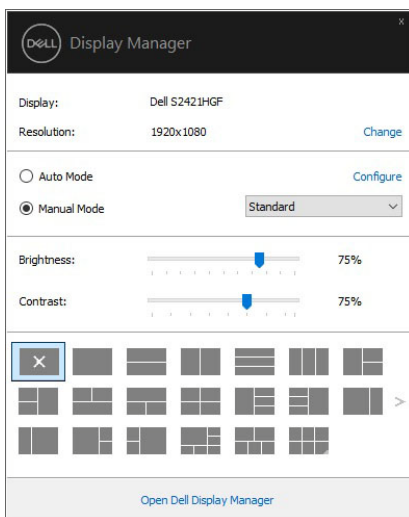 x
DELL Display Manager
Display: Dell S2421HGF
Resolution: 1920x1080 Change
Auto Mode Configure
Manual Mode Standard
Brightness: 75%
Contrast: 75%
Open Dell Display Manager